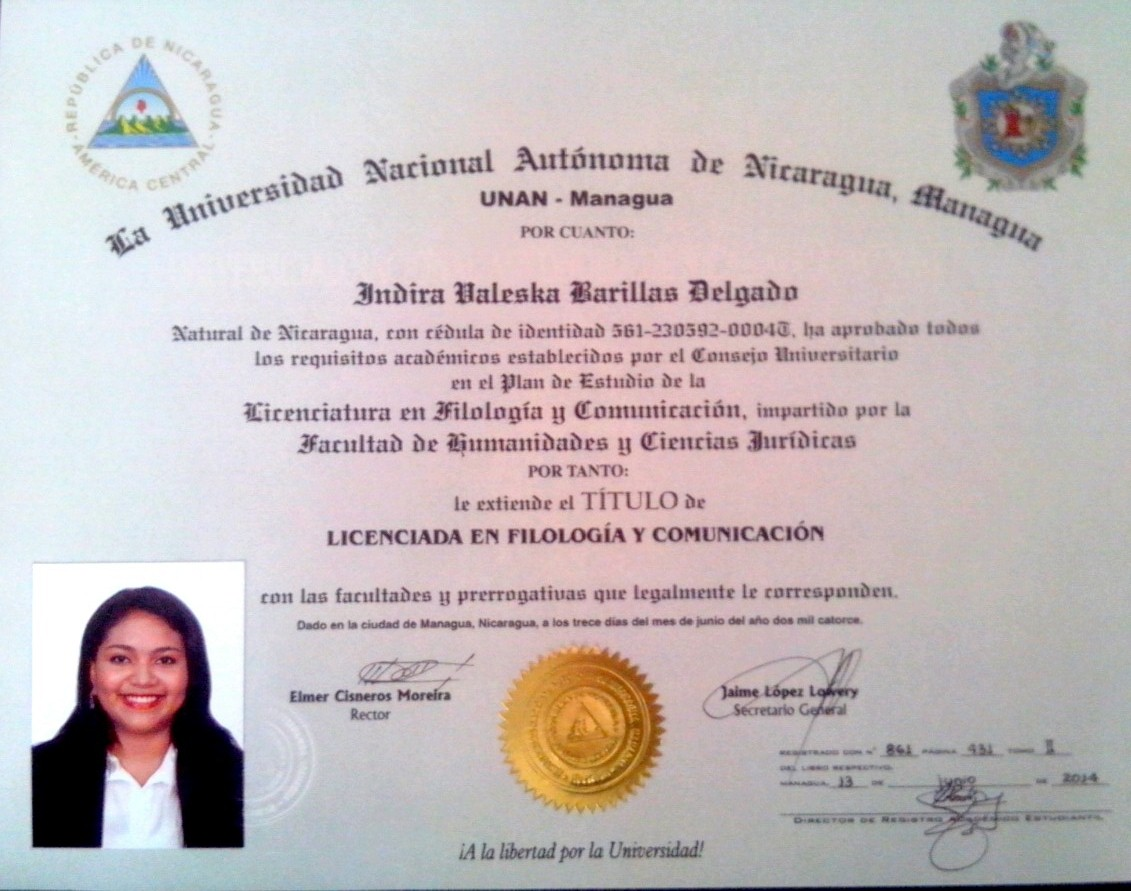 REPÚBLICA DE NICARAGUA
AMÉRICA CENTRAL
La Universidad Nacional Autónoma de Nicaragua, Managua
UNAN - Managua
POR CUANTO:
Indira Valeska Barillas Delgado
Natural de Nicaragua, con cédula de identidad 561-230592-0004T, ha aprobado todos
los requisitos académicos establecidos por el Consejo Universitario
en el Plan de Estudio de la
Licenciatura en Filología y Comunicación, impartido por la
Facultad de Humanidades y Ciencias Jurídicas
POR TANTO:
le extiende el TÍTULO de
LICENCIADA EN FILOLOGÍA Y COMUNICACIÓN
con las facultades y prerrogativas que legalmente le corresponden.
Dado en la ciudad de Managua, Nicaragua, a los trece días del mes de junio del año dos mil catorce.
Elmer Cisneros Moreira
Rector
Jaime López Lowery
Secretario General
REGISTRADO CON N° 861 PÁGINA 431 TOMO II
DEL LIBRO RESPECTIVO.
MANAGUA, 13 DE junio DE 2014
DIRECTOR DE REGISTRO ACADÉMICO ESTUDIANTIL
¡A la libertad por la Universidad!